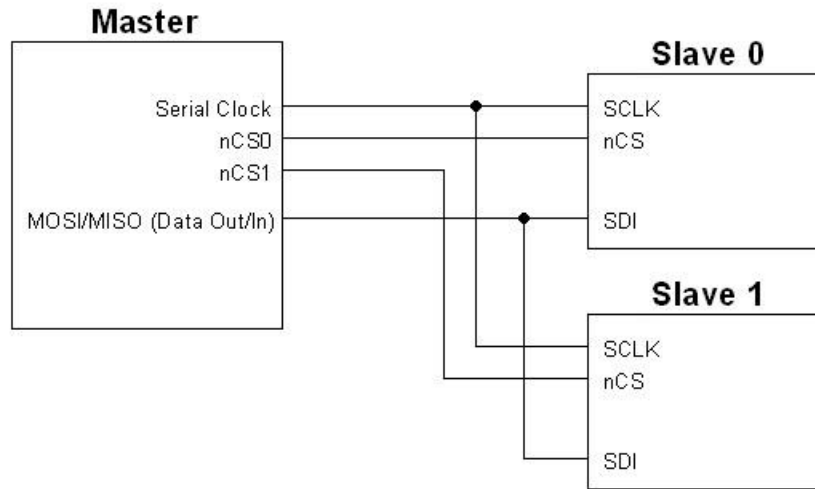 Master
Serial Clock
nCS0
nCS1
MOSI/MISO (Data Out/In)
Slave 0
SCLK
nCS
SDI
Slave 1
SCLK
nCS
SDI